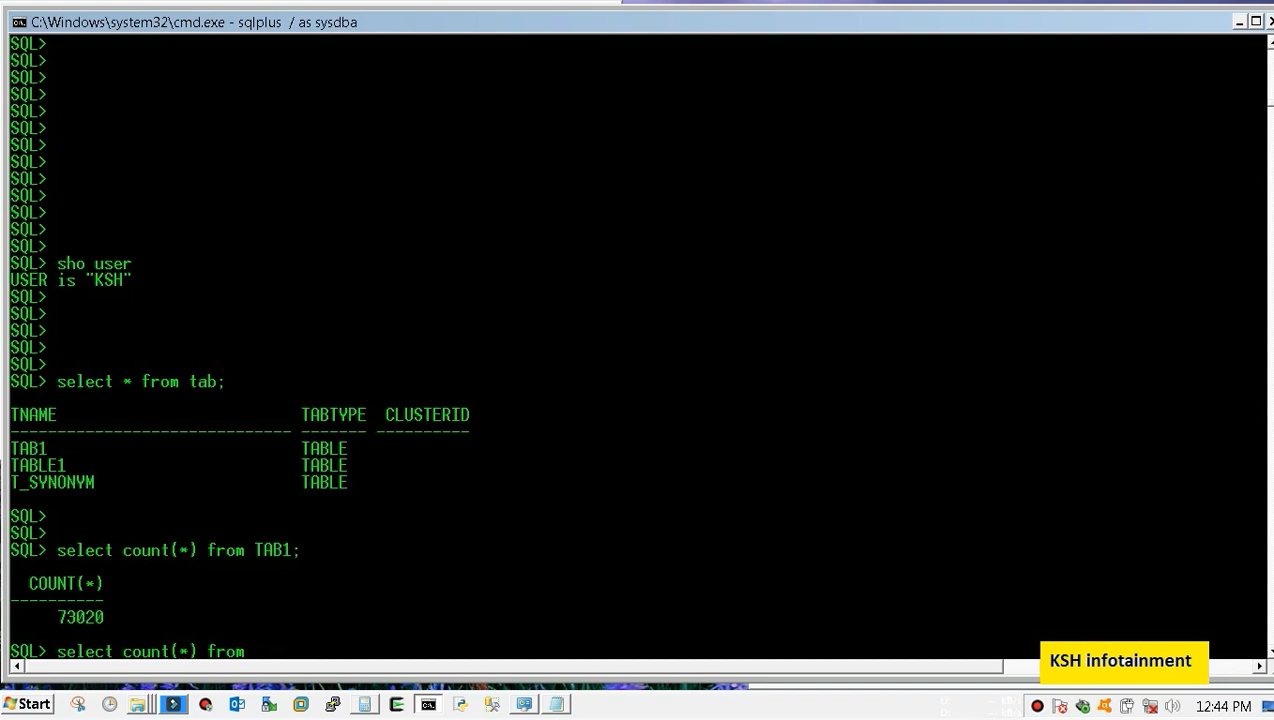 C:\Windows\system32\cmd.exe - sqlplus  / as sysdba
SQL>
SQL>
SQL>
SQL>
SQL>
SQL>
SQL>
SQL>
SQL>
SQL>
SQL>
SQL>
SQL>
SQL> sho user
USER is "KSH"
SQL>
SQL>
SQL>
SQL>
SQL>
SQL> select * from tab;
TNAME                          TABTYPE  CLUSTERID
------------------------------ ------- ----------
TAB1                           TABLE
TABLE1                         TABLE
T_SYNONYM                      TABLE
SQL>
SQL>
SQL> select count(*) from TAB1;
  COUNT(*)
----------
     73020
SQL> select count(*) from
KSH infotainment
Start
12:44 PM